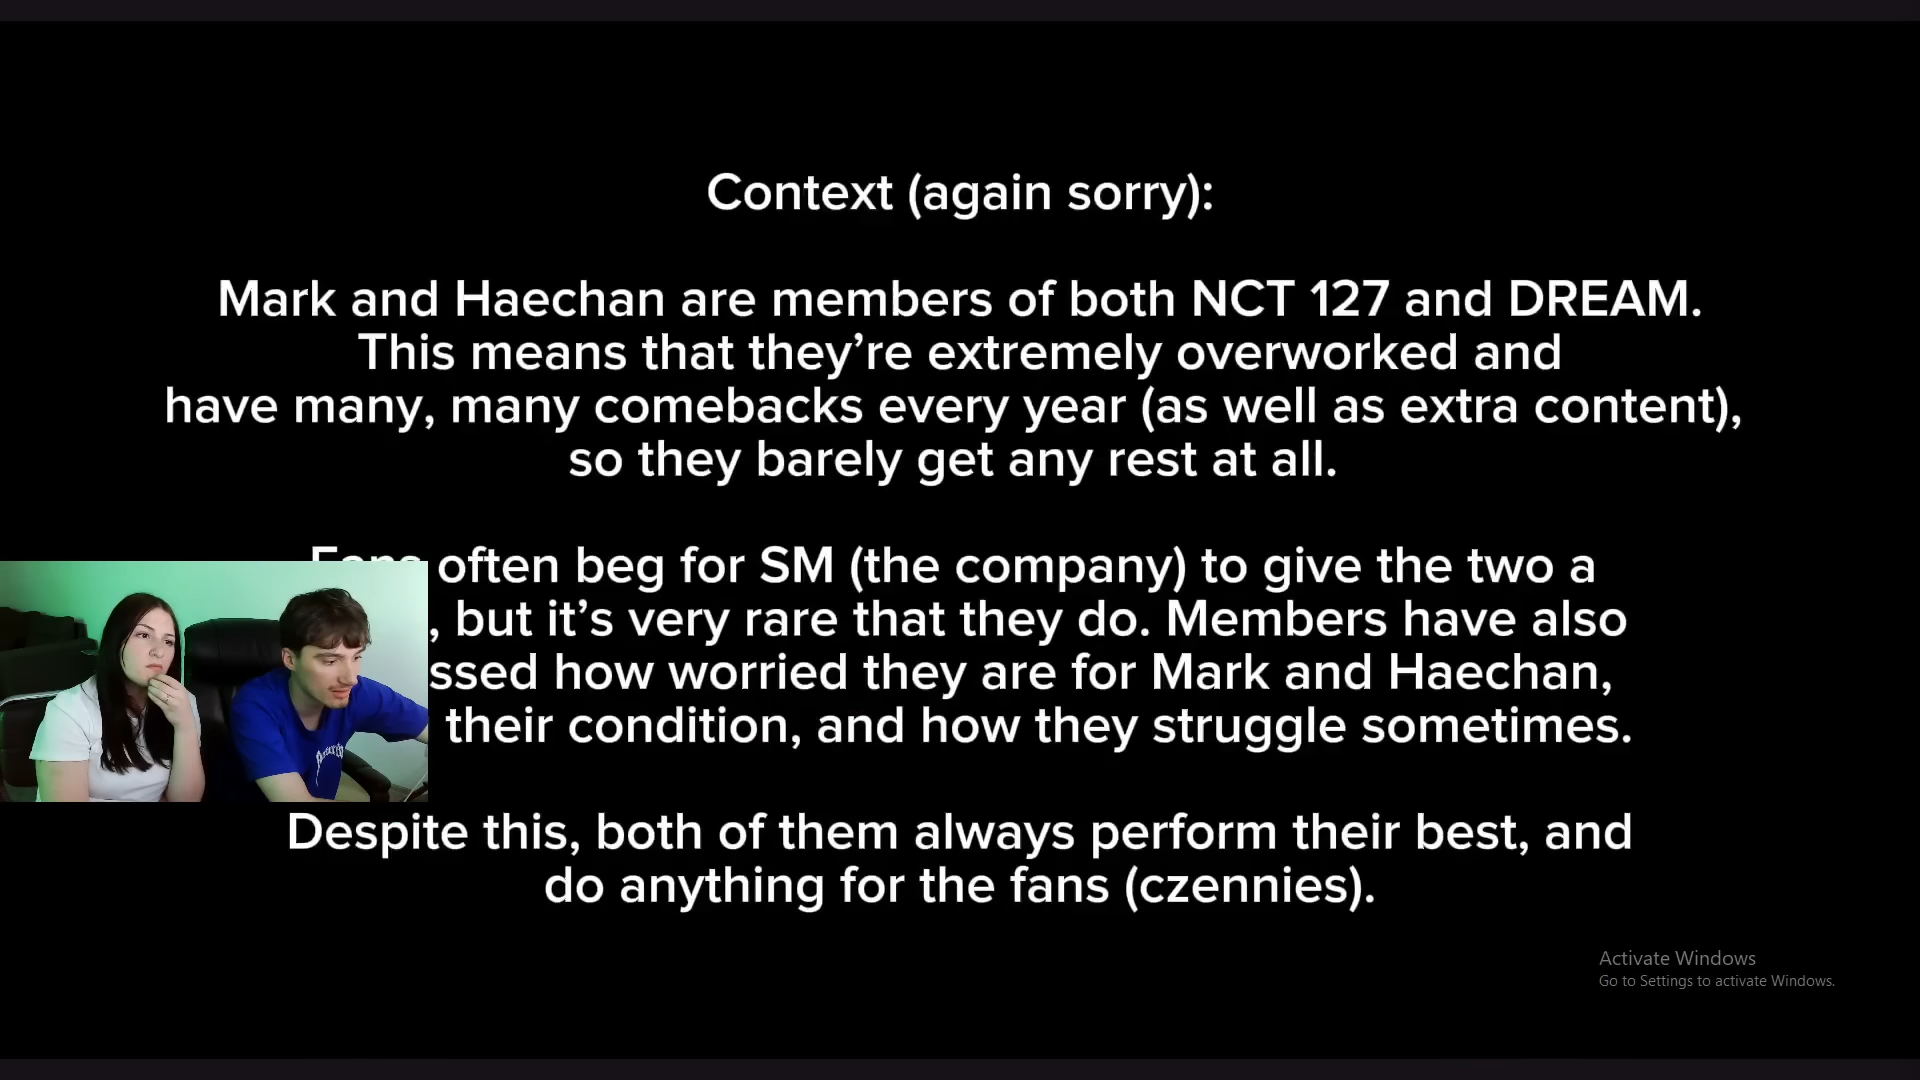 Context (again sorry):
Mark and Haechan are members of both NCT 127 and DREAM.
This means that they're extremely overworked and
have many, many comebacks every year (as well as extra content),
so they barely get any rest at all.
Fans often beg for SM (the company) to give the two a
, but it's very rare that they do. Members have also
ssed how worried they are for Mark and Haechan,
their condition, and how they struggle sometimes.
Despite this, both of them always perform their best, and
do anything for the fans (czennies).
Activate Windows
Go to Settings to activate Windows.